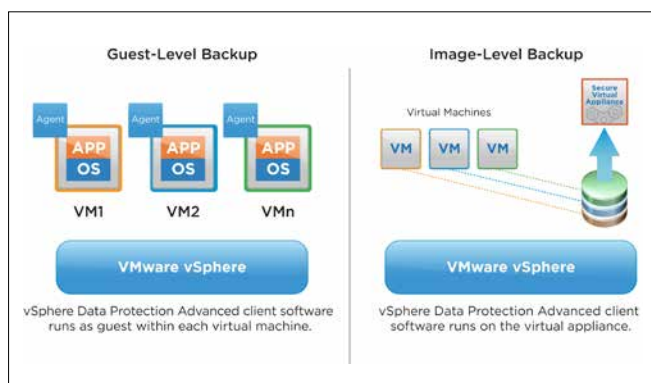 Guest-Level Backup
Agent
Agent
Agent
APP
OS
APP
OS
APP
OS
VM1
VM2
VMn
VMware vSphere
vSphere Data Protection Advanced client software
runs as guest within each virtual machine.
Image-Level Backup
Secure
Virtual
Appliance
Virtual Machines
VM
VM
VM
VMware vSphere
vSphere Data Protection Advanced client
software runs on the virtual appliance.